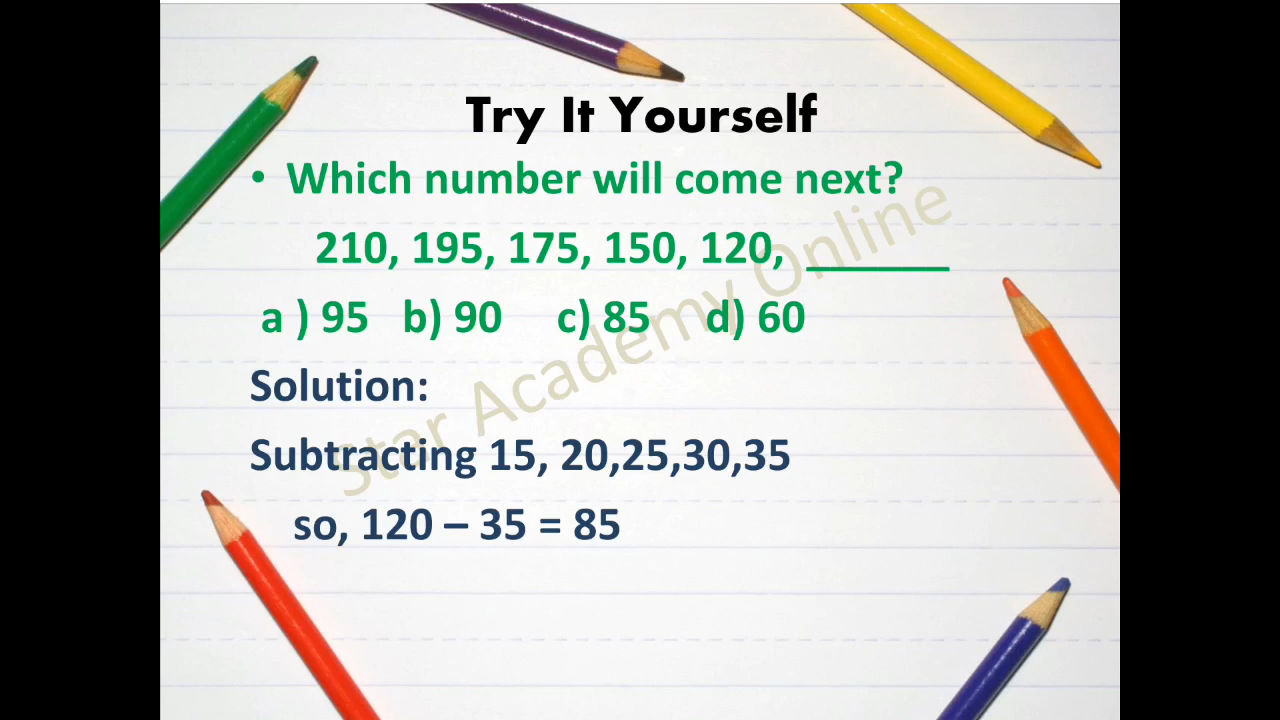 Try It Yourself
• Which number will come next?
210, 195, 175, 150, 120, _______
a ) 95 b) 90 c) 85 d) 60
Solution:
Subtracting 15, 20,25,30,35
so, 120 – 35 = 85
Star Academy Online